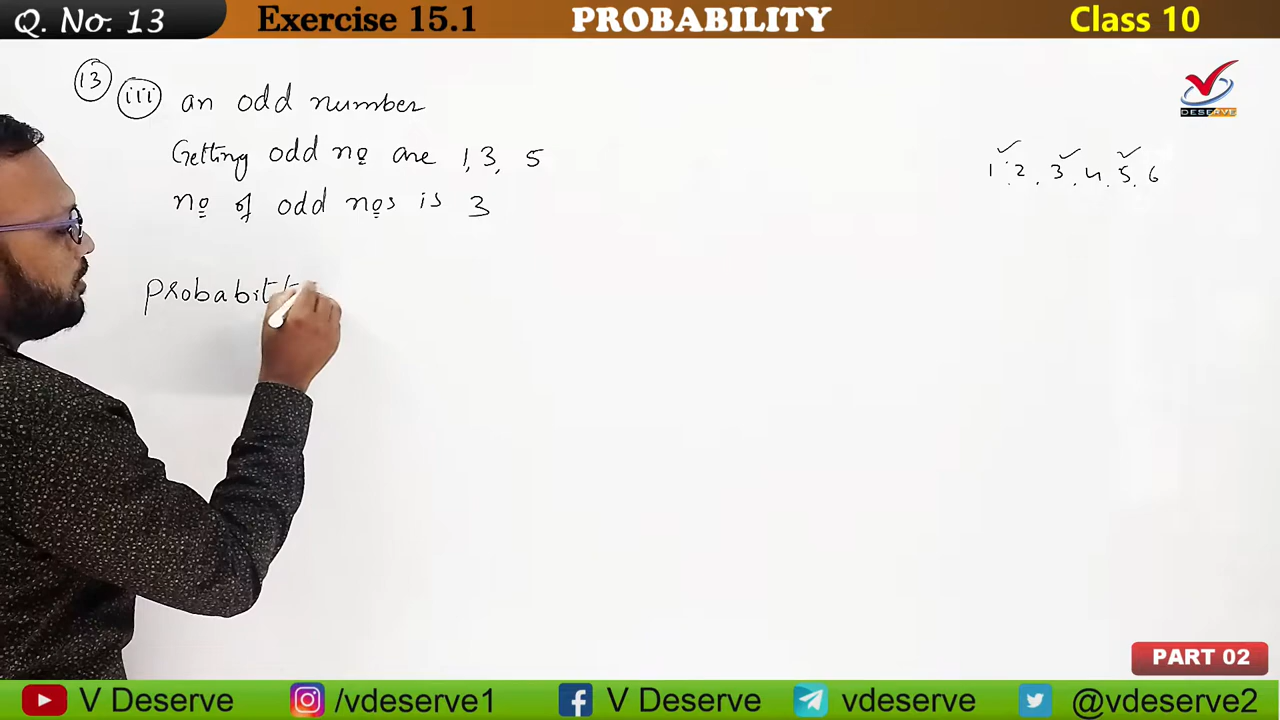 Q. No. 13
Exercise 15.1
PROBABILITY
Class 10
13 iii an odd number
Getting odd no are 1, 3, 5
no of odd nos is 3
1, 2, 3, 4, 5, 6
DESERVE
PART 02
V Deserve
/vdeserve1
V Deserve
vdeserve
@vdeserve2